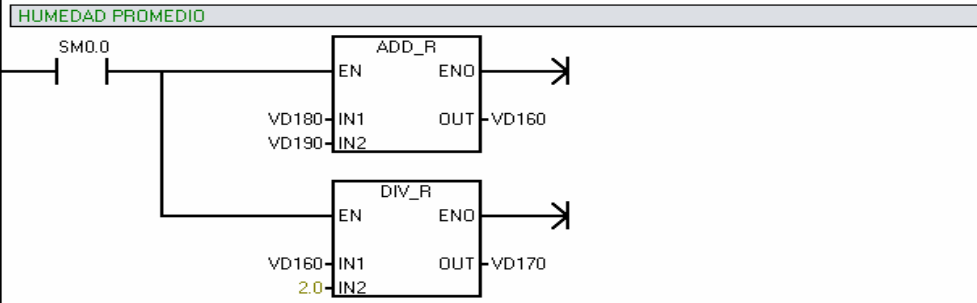 HUMEDAD PROMEDIO
SM0.0
ADD_R
EN ENO
VD180 IN1 OUT VD160
VD190 IN2
DIV_R
EN ENO
VD160 IN1 OUT VD170
2.0 IN2